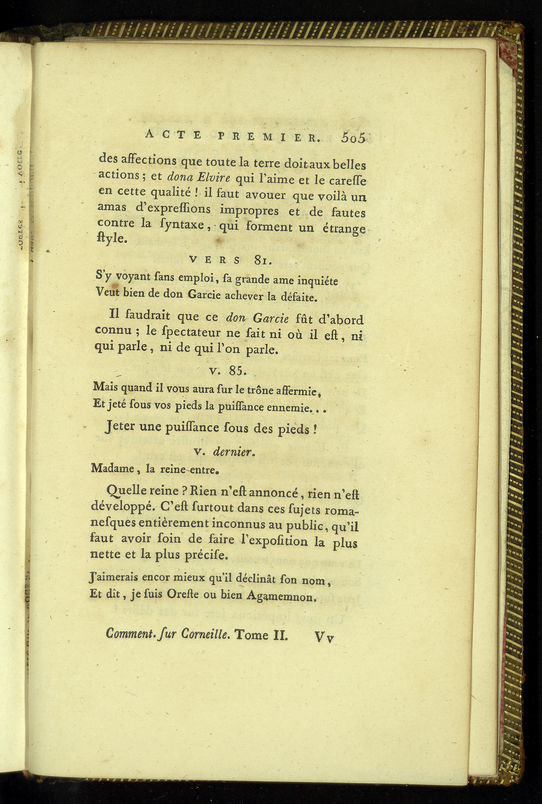 ACTE PREMIER. 505
des affections que toute la terre doit aux belles
actions ; et dona Elvire qui l'aime et le careſſe
en cette qualité ! il faut avouer que voilà un
amas d'expreſſions impropres et de fautes
contre la ſyntaxe, qui forment un étrange
ſtyle.
VERS 81.
S'y voyant ſans emploi, ſa grande ame inquiéte
Veut bien de don Garcie achever la défaite.
Il faudrait que ce don Garcie fût d'abord
connu ; le ſpectateur ne ſait ni où il eſt, ni
qui parle, ni de qui l'on parle.
v. 85.
Mais quand il vous aura ſur le trône affermie,
Et jeté ſous vos pieds la puiſſance ennemie...
Jeter une puiſſance ſous des pieds !
v. dernier.
Madame, la reine entre.
Quelle reine ? Rien n'eſt annoncé, rien n'eſt
développé. C'eſt ſurtout dans ces ſujets roma-
neſques entièrement inconnus au public, qu'il
faut avoir ſoin de faire l'expoſition la plus
nette et la plus préciſe.
J'aimerais encor mieux qu'il déclinât ſon nom,
Et dit, je ſuis Oreſte ou bien Agamemnon.
Comment. ſur Corneille. Tome II. Vv